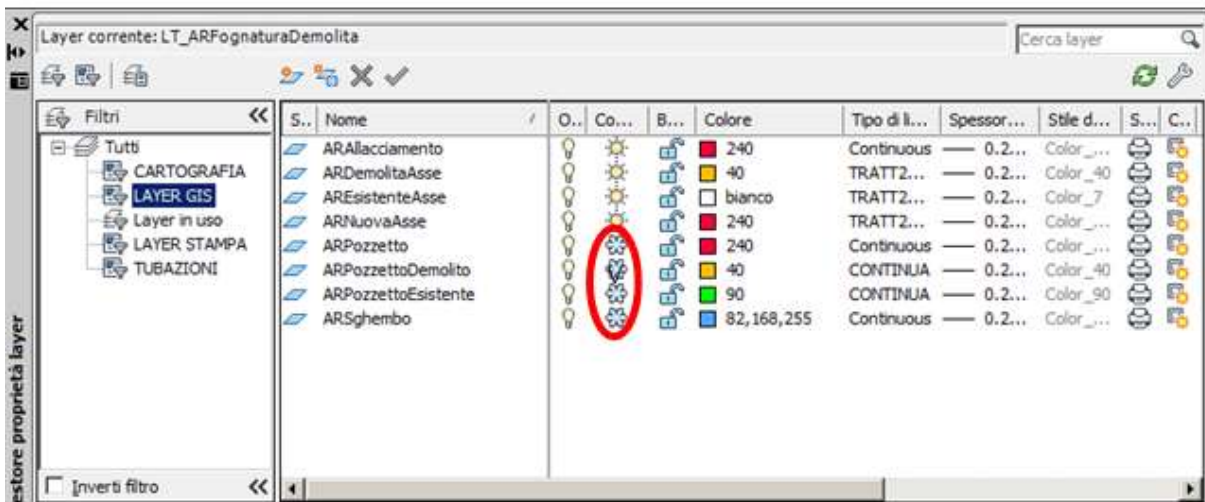 Layer corrente: LT_ARFognaturaDemolita
Cerca layer
Filtri
Tutti
CARTOGRAFIA
LAYER GIS
Layer in uso
LAYER STAMPA
TUBAZIONI
Inverti filtro
S.. Nome O.. Co... B... Colore Tipo di li... Spessor... Stile d... S... C...
ARAllacciamento 240 Continuous 0.2... Color_...
ARDemolitaAsse 40 TRATT2... 0.2... Color_40
AREsistenteAsse bianco TRATT2... 0.2... Color_7
ARNuovaAsse 240 TRATT2... 0.2... Color_...
ARPozzetto 240 Continuous 0.2... Color_...
ARPozzettoDemolito 40 CONTINUA 0.2... Color_40
ARPozzettoEsistente 90 CONTINUA 0.2... Color_90
ARSghembo 82,168,255 Continuous 0.2... Color_...
estore proprietà layer